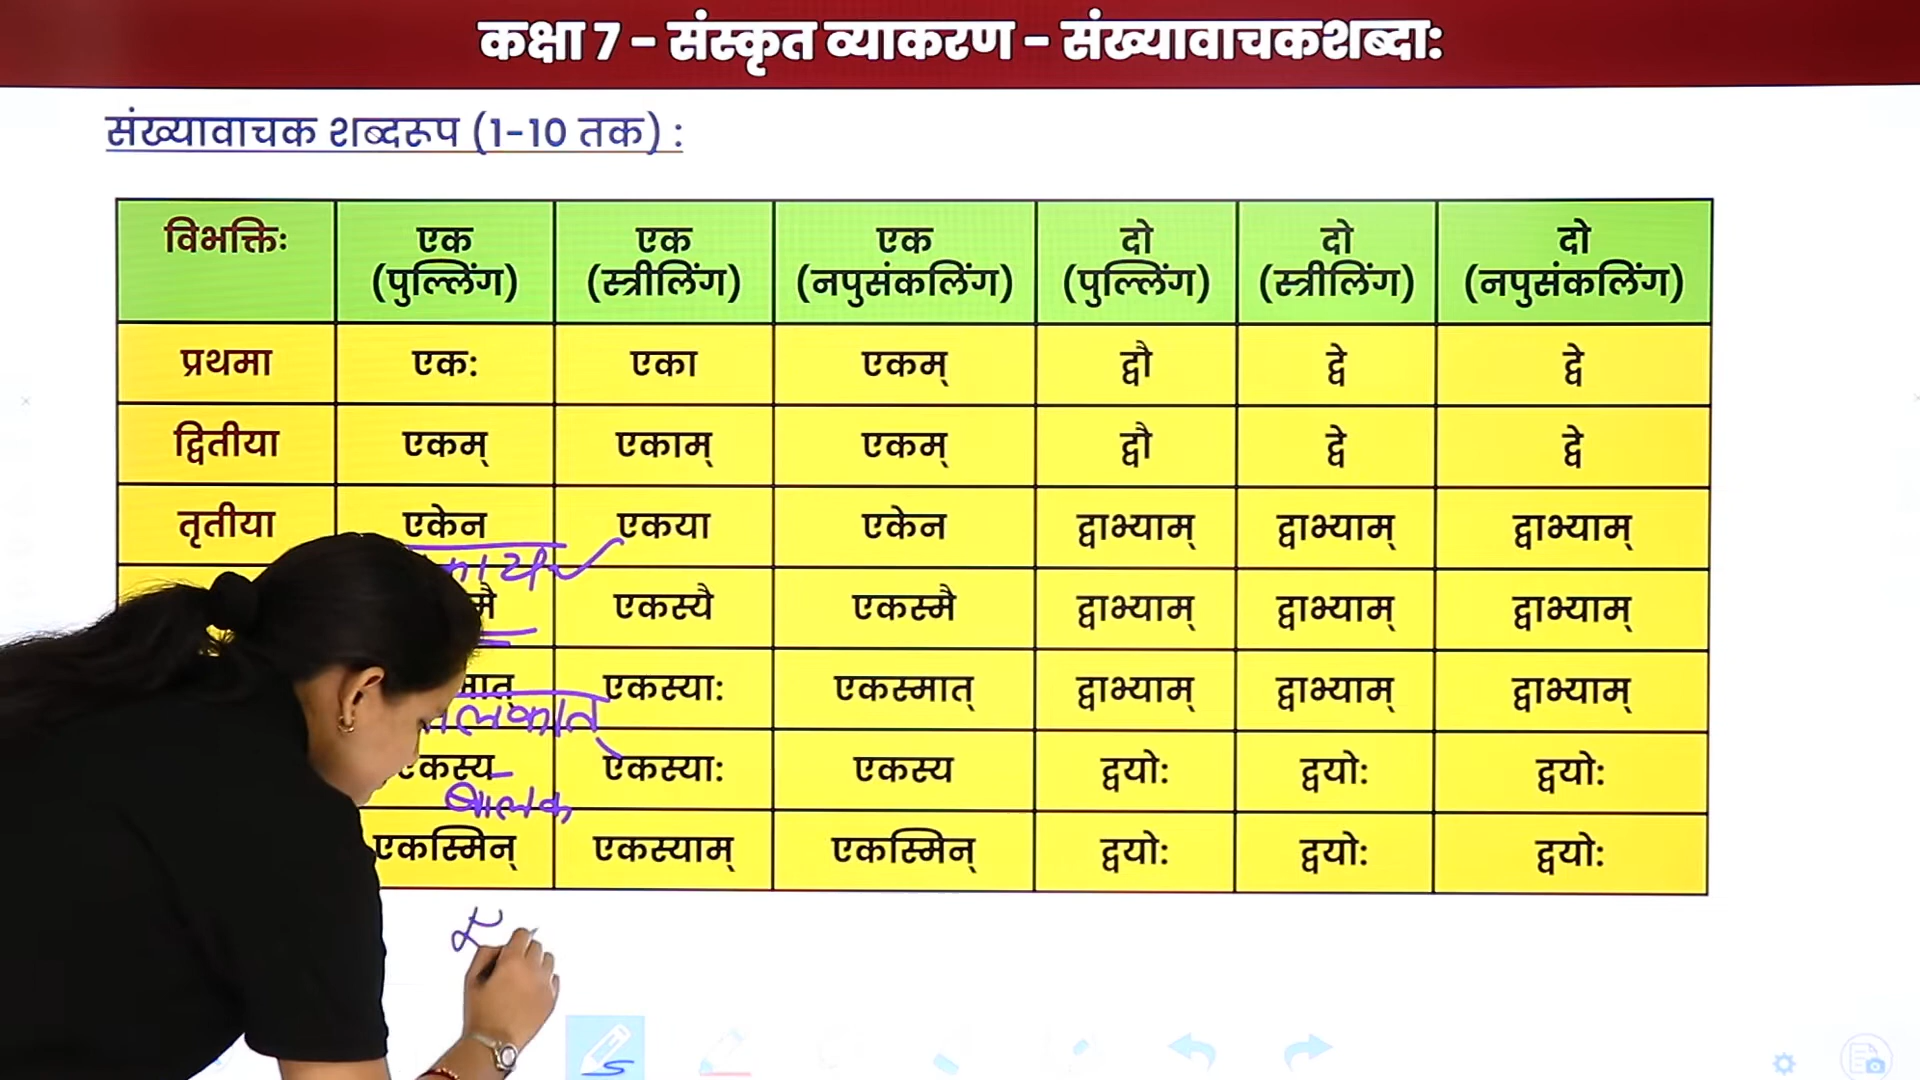 कक्षा 7 - संस्कृत व्याकरण - संख्यावाचकशब्दाः
संख्यावाचक शब्दरूप (1-10 तक) :
विभक्तिः एक (पुल्लिंग) एक (स्त्रीलिंग) एक (नपुसंकलिंग) दो (पुल्लिंग) दो (स्त्रीलिंग) दो (नपुसंकलिंग)
प्रथमा एकः एका एकम् द्वौ द्वे द्वे
द्वितीया एकम् एकाम् एकम् द्वौ द्वे द्वे
तृतीया एकेन एकया एकेन द्वाभ्याम् द्वाभ्याम् द्वाभ्याम्
एकस्यै एकस्मै द्वाभ्याम् द्वाभ्याम् द्वाभ्याम्
एकस्याः एकस्मात् द्वाभ्याम् द्वाभ्याम् द्वाभ्याम्
एकस्य एकस्याः एकस्य द्वयोः द्वयोः द्वयोः
बालक
एकस्मिन् एकस्याम् एकस्मिन् द्वयोः द्वयोः द्वयोः